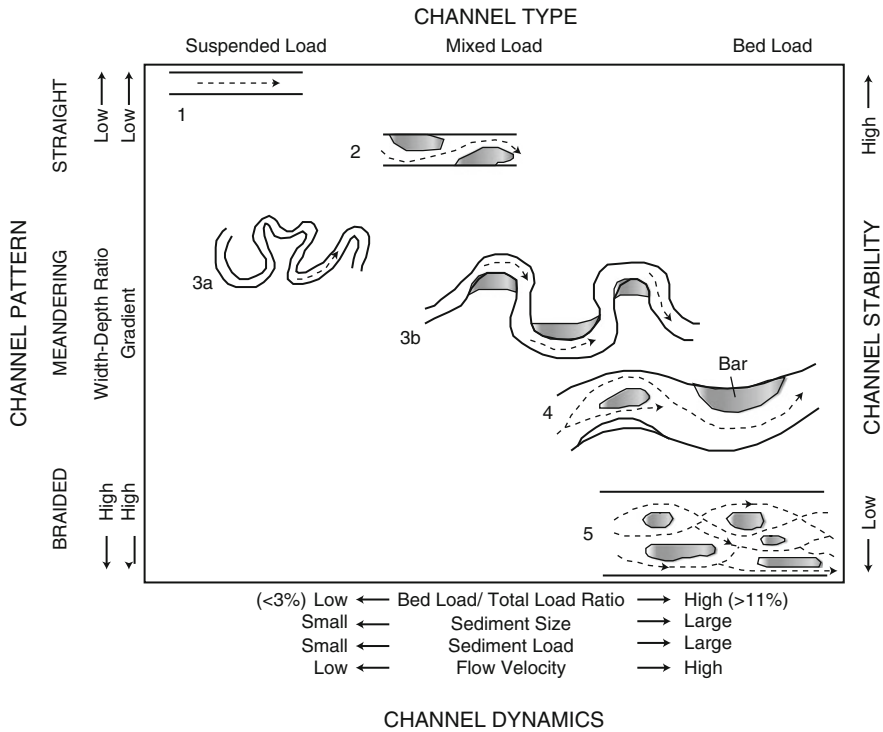 CHANNEL TYPE
Suspended Load Mixed Load Bed Load
CHANNEL PATTERN
STRAIGHT
MEANDERING
BRAIDED
Low
Width-Depth Ratio
High
Low
Gradient
High
1
2
3a
3b
Bar
4
5
High
Low
CHANNEL STABILITY
(<3%) Low Bed Load/ Total Load Ratio High (>11%)
Small Sediment Size Large
Small Sediment Load Large
Low Flow Velocity High
CHANNEL DYNAMICS